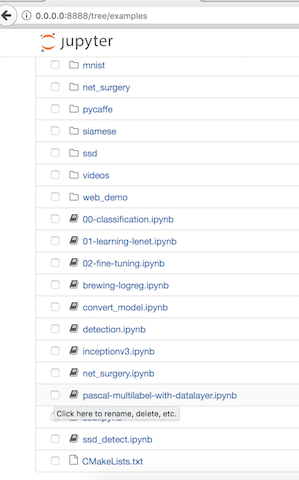 0.0.0.0:8888/tree/examples
jupyter
mnist
net_surgery
pycaffe
siamese
ssd
videos
web_demo
00-classification.ipynb
01-learning-lenet.ipynb
02-fine-tuning.ipynb
brewing-logreg.ipynb
convert_model.ipynb
detection.ipynb
inceptionv3.ipynb
net_surgery.ipynb
pascal-multilabel-with-datalayer.ipynb
Click here to rename, delete, etc.
ssd_detect.ipynb
CMakeLists.txt